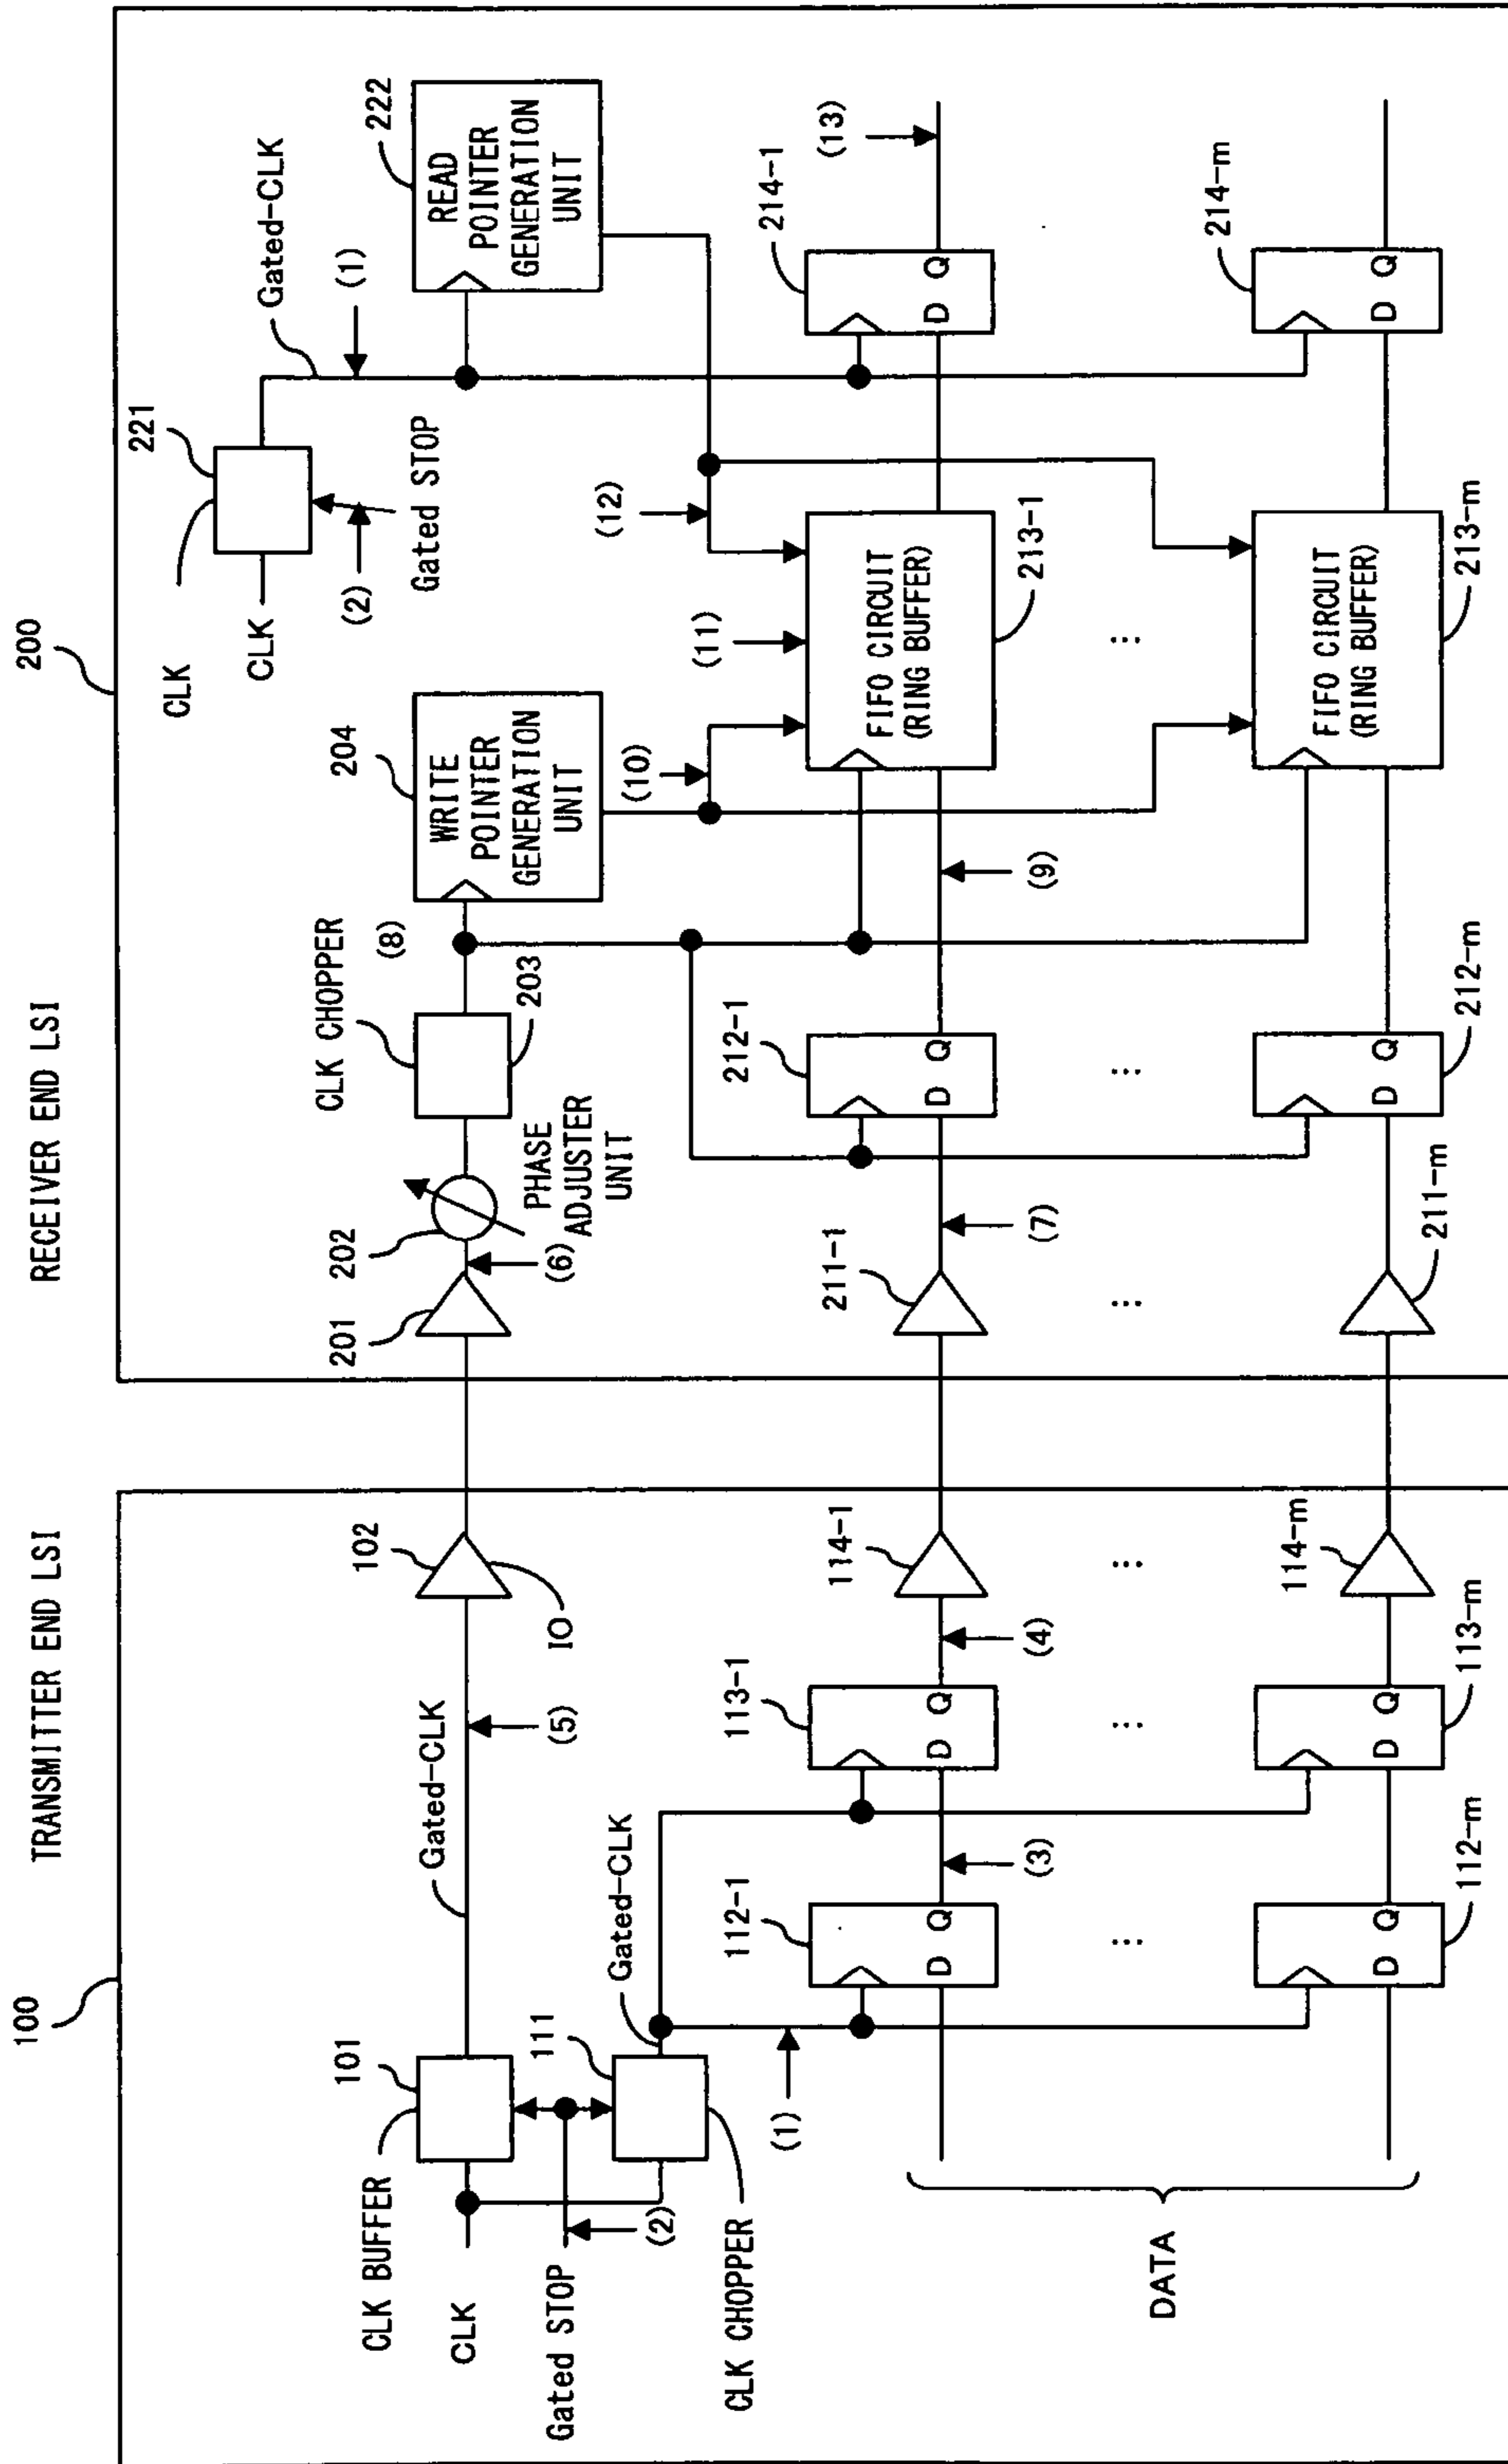 TRANSMITTER END LSI
RECEIVER END LSI
100
200
CLK BUFFER
101
CLK
Gated STOP
(2)
CLK CHOPPER
111
Gated-CLK
(5)
102
IO
Gated-CLK
(1)
DATA
112-1
D Q
(3)
113-1
D Q
(4)
114-1
⋮
⋮
⋮
112-m
D Q
113-m
D Q
114-m
201
(6)
202
PHASE
ADJUSTER
UNIT
CLK CHOPPER
203
(8)
204
WRITE
POINTER
GENERATION
UNIT
CLK
221
CLK
(2)
Gated STOP
Gated-CLK
(1)
222
READ
POINTER
GENERATION
UNIT
(10)
(11)
(12)
211-1
(7)
212-1
D Q
(9)
FIFO CIRCUIT
(RING BUFFER)
213-1
214-1
D Q
(13)
⋮
⋮
⋮
211-m
212-m
D Q
FIFO CIRCUIT
(RING BUFFER)
213-m
214-m
D Q